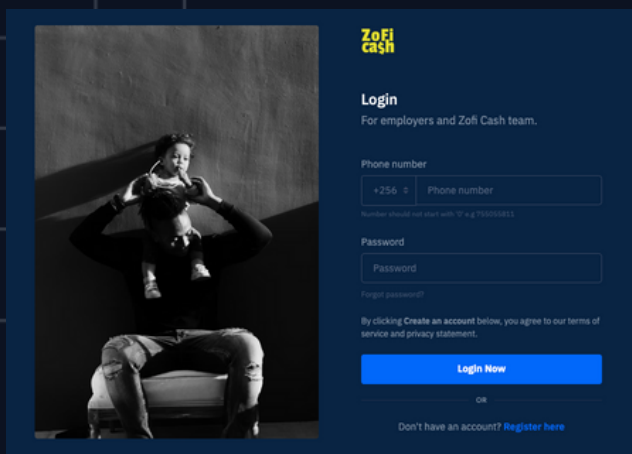 ZoFi
ca$h
Login
For employers and Zofi Cash team.
Phone number
+256
Phone number
Number should not start with '0' e.g 755056811
Password
Password
Forgot password?
By clicking Create an account below, you agree to our terms of
service and privacy statement.
Login Now
OR
Don't have an account? Register here